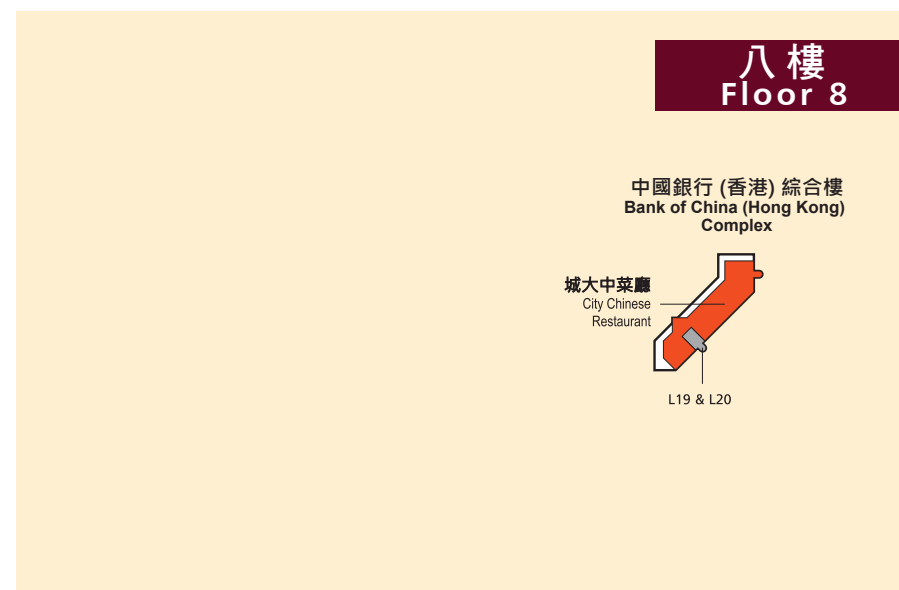 八樓
Floor 8
中國銀行 (香港) 綜合樓
Bank of China (Hong Kong)
Complex
城大中菜廳
City Chinese
Restaurant
L19 & L20